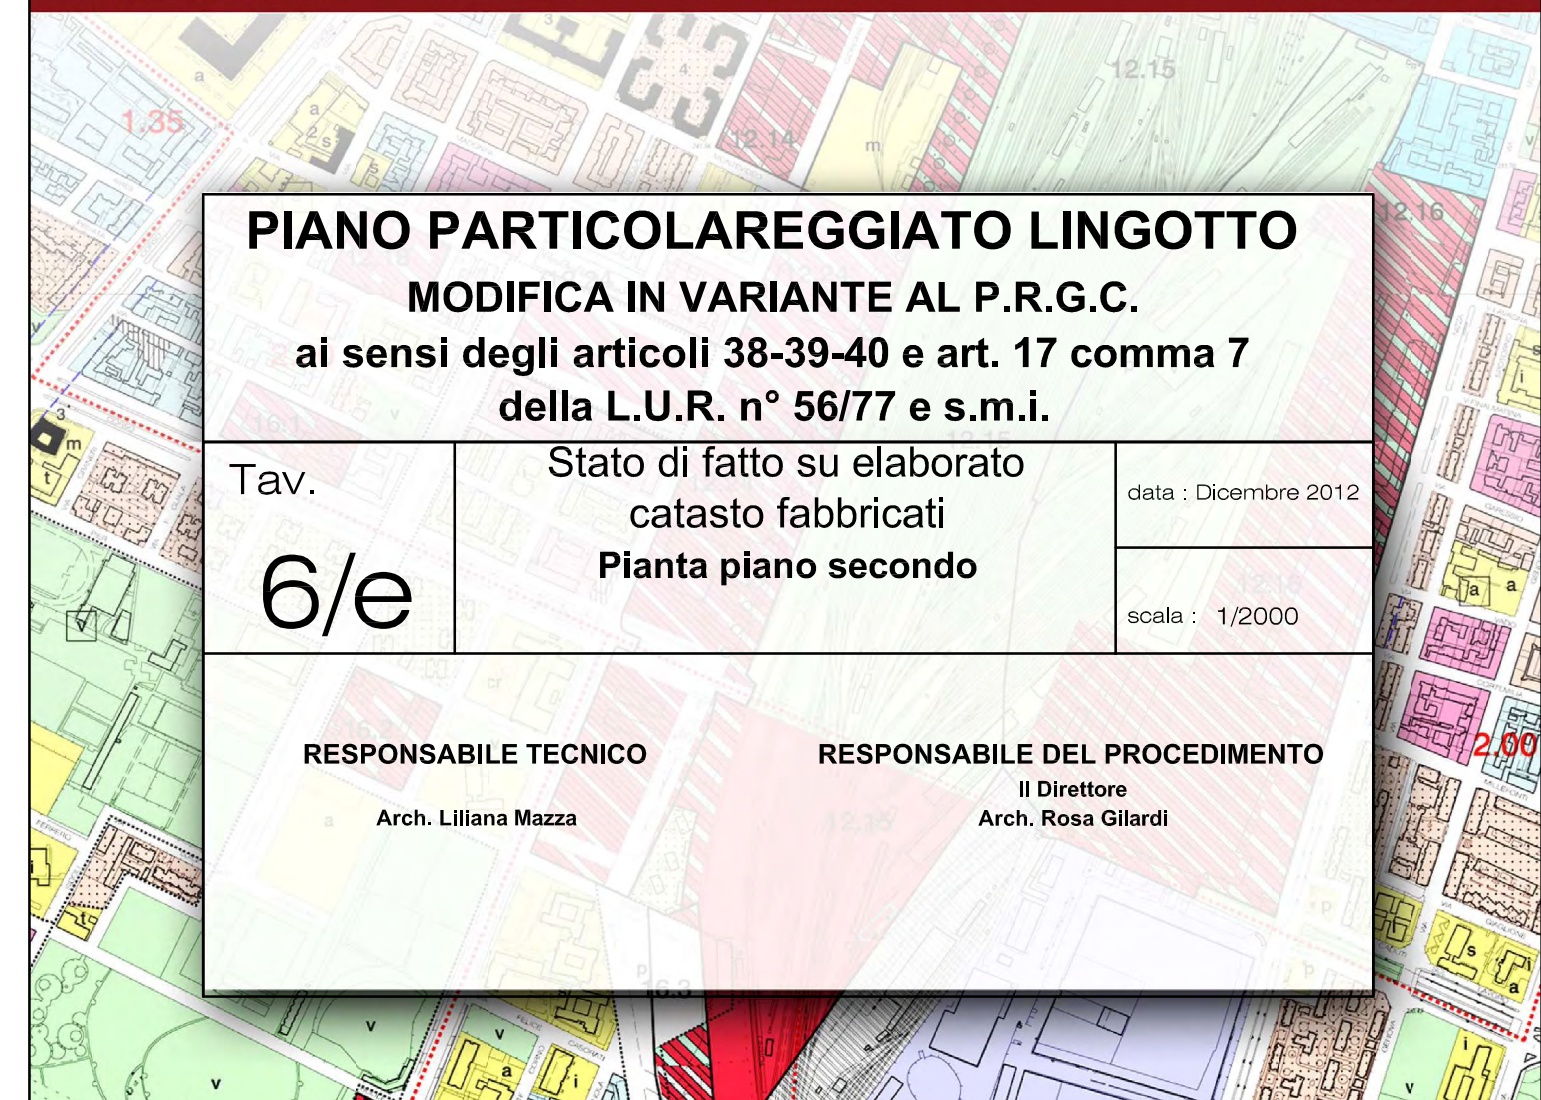 PIANO PARTICOLAREGGIATO LINGOTTO
MODIFICA IN VARIANTE AL P.R.G.C.
ai sensi degli articoli 38-39-40 e art. 17 comma 7
della L.U.R. n° 56/77 e s.m.i.
Tav.
6/e
Stato di fatto su elaborato
catasto fabbricati
Pianta piano secondo
data : Dicembre 2012
scala : 1/2000
RESPONSABILE TECNICO
Arch. Liliana Mazza
RESPONSABILE DEL PROCEDIMENTO
Il Direttore
Arch. Rosa Gilardi
1.35
12.14
12.15
12.16
2.00
12.15
16.3